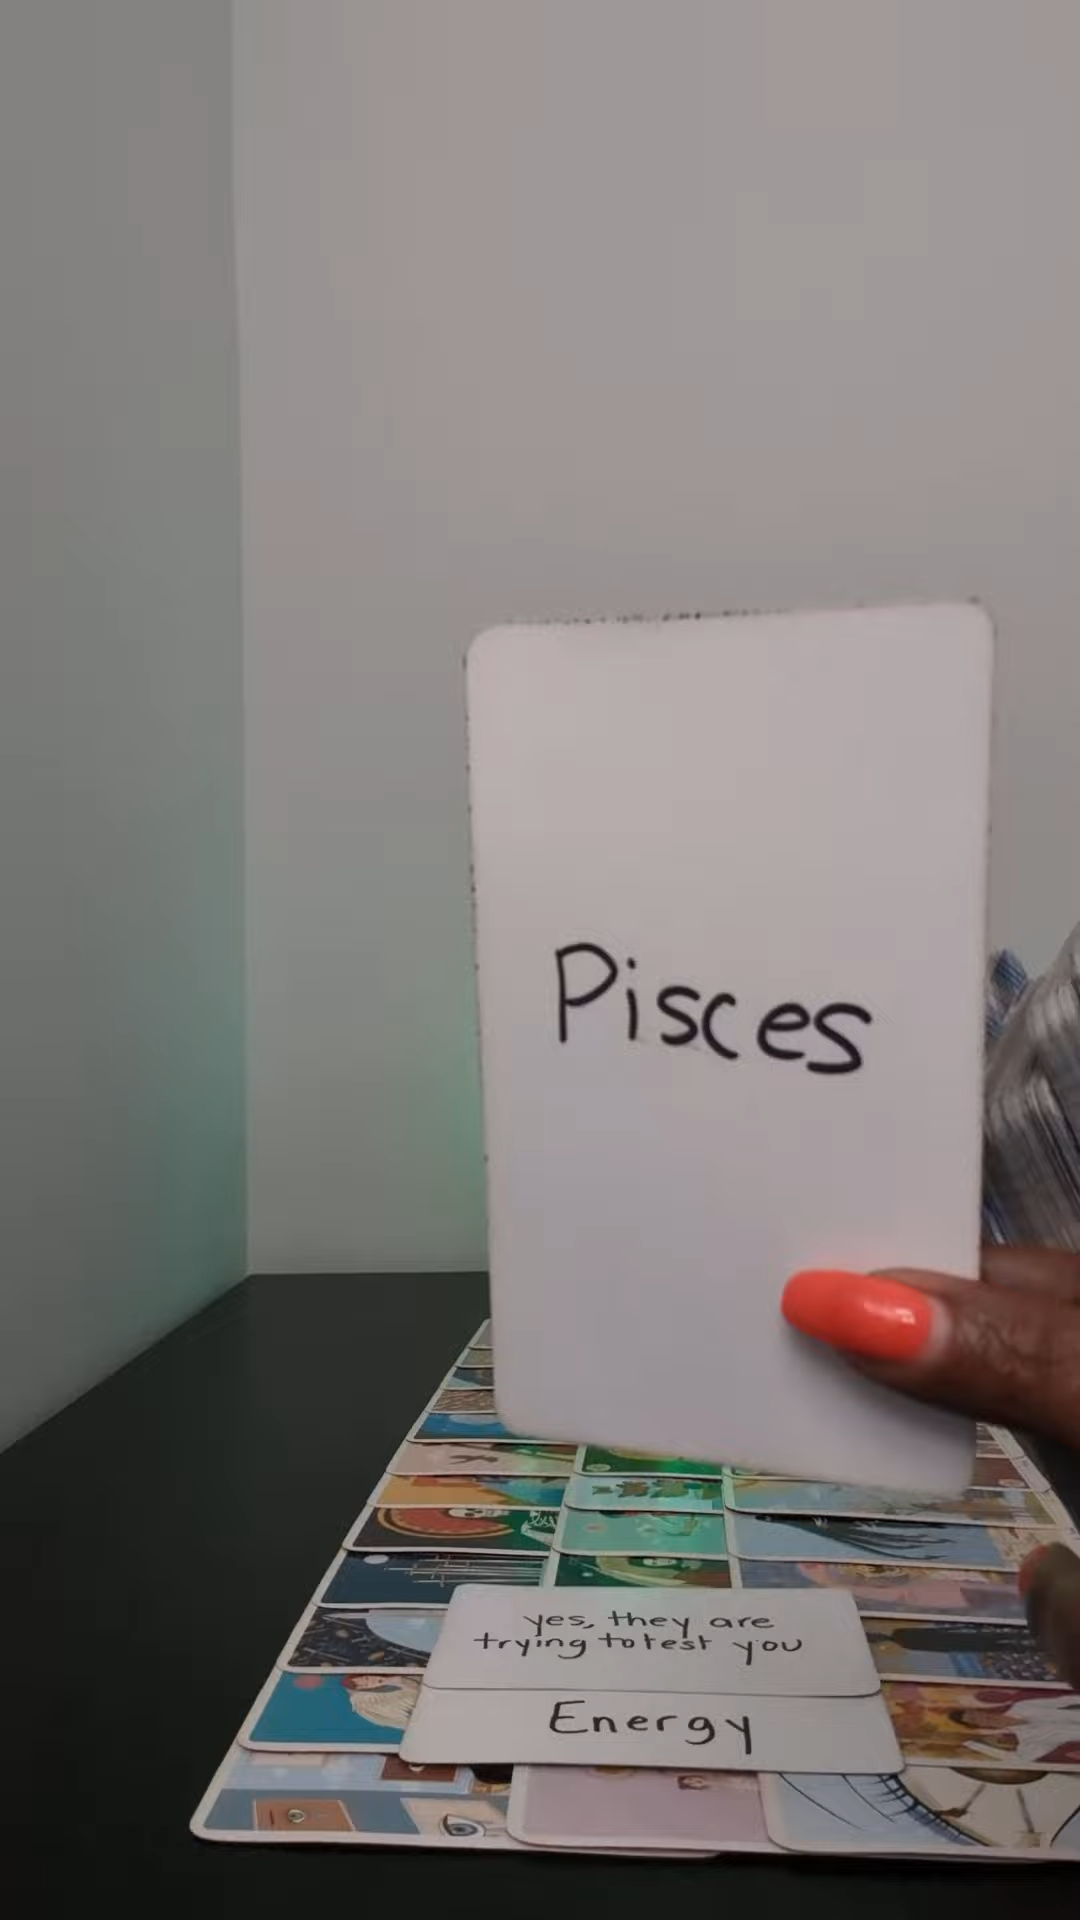 Pisces
yes, they are
trying to test you
Energy